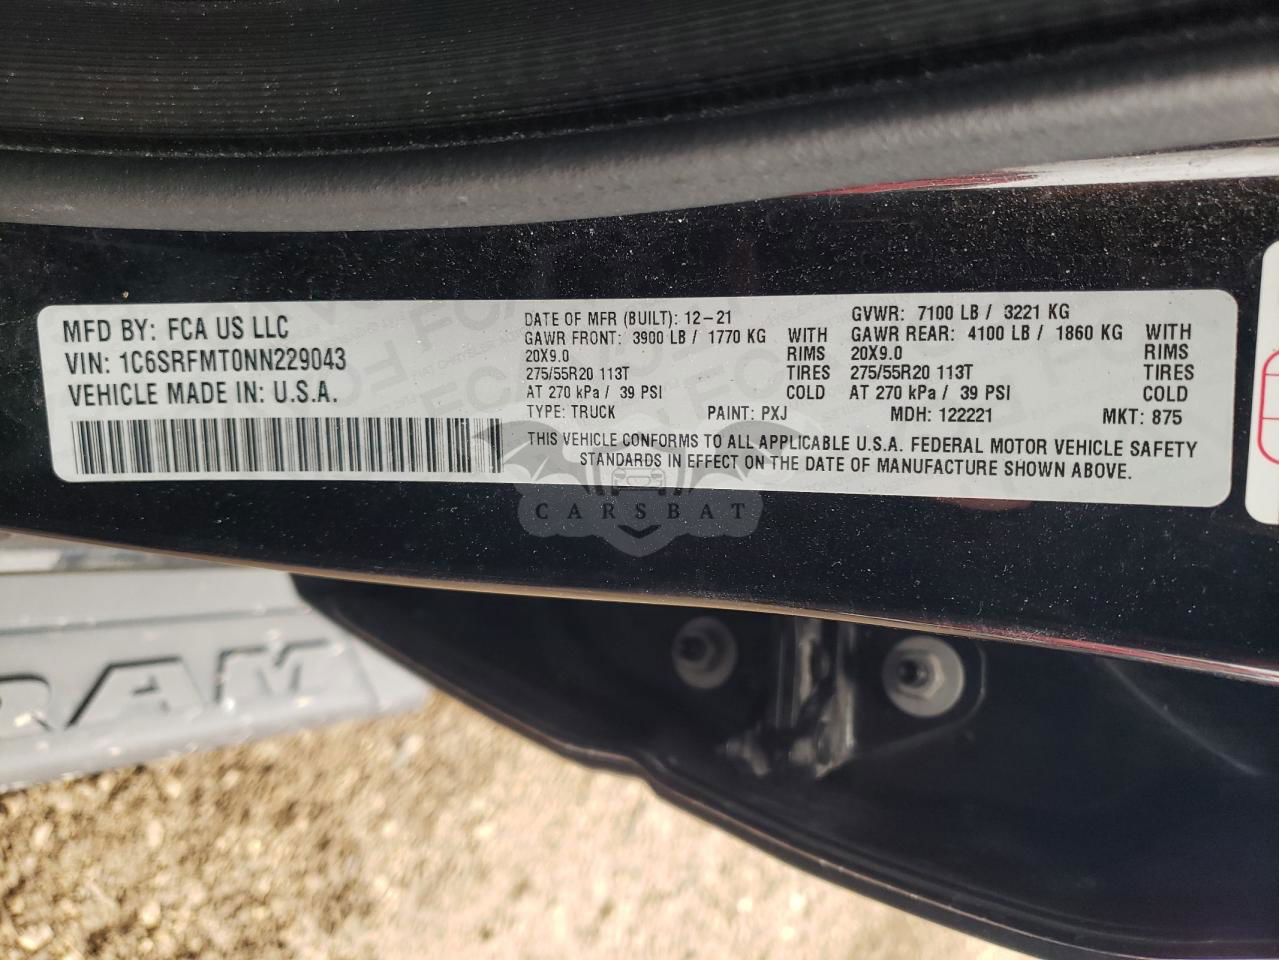 MFD BY: FCA US LLC
VIN: 1C6SRFMT0NN229043
VEHICLE MADE IN: U.S.A.
DATE OF MFR (BUILT): 12-21
GAWR FRONT: 3900 LB / 1770 KG WITH
20X9.0 RIMS
275/55R20 113T TIRES
AT 270 kPa / 39 PSI COLD
TYPE: TRUCK PAINT: PXJ
GVWR: 7100 LB / 3221 KG
GAWR REAR: 4100 LB / 1860 KG WITH
20X9.0 RIMS
275/55R20 113T TIRES
AT 270 kPa / 39 PSI COLD
MDH: 122221 MKT: 875
THIS VEHICLE CONFORMS TO ALL APPLICABLE U.S.A. FEDERAL MOTOR VEHICLE SAFETY
STANDARDS IN EFFECT ON THE DATE OF MANUFACTURE SHOWN ABOVE.
CARSBAT
RAM